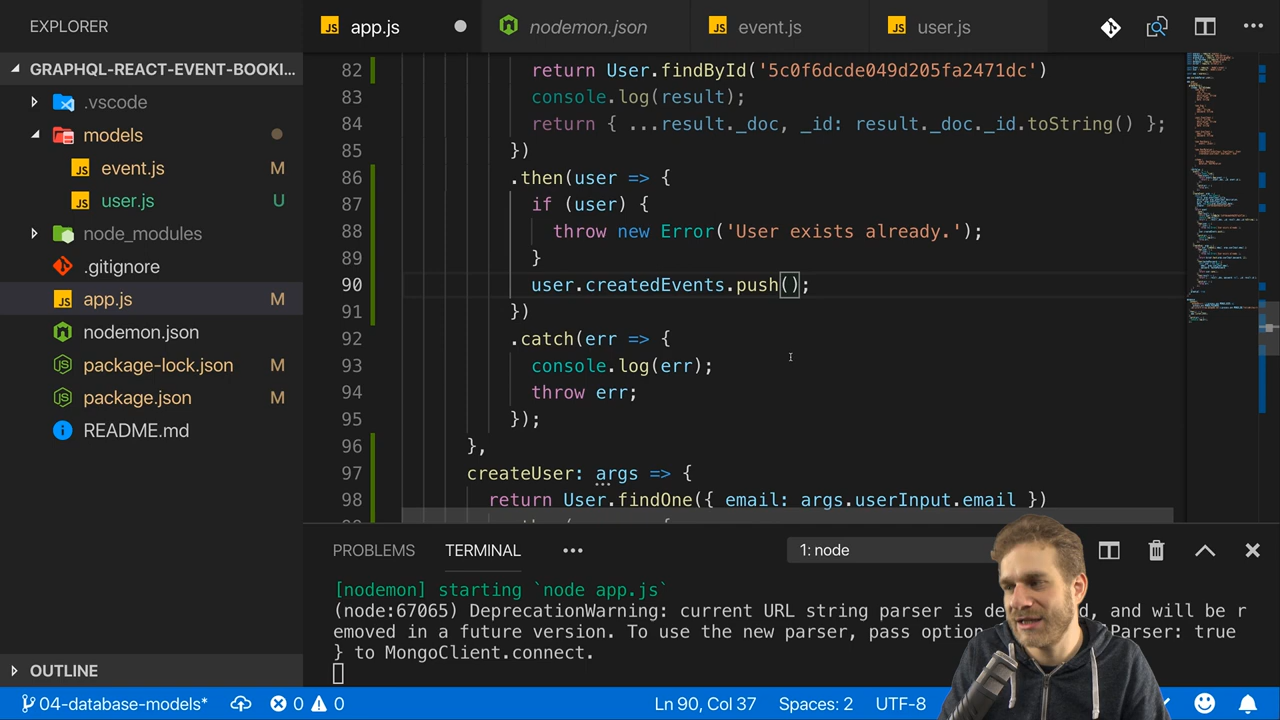 EXPLORER
GRAPHQL-REACT-EVENT-BOOKI...
.vscode
models
event.js M
user.js U
node_modules
.gitignore
app.js M
nodemon.json
package-lock.json M
package.json M
README.md
OUTLINE
app.js
nodemon.json
event.js
user.js
82 return User.findById('5c0f6dcde049d205fa2471dc')
83 console.log(result);
84 return { ...result._doc, _id: result._doc._id.toString() };
85 })
86 .then(user => {
87 if (user) {
88 throw new Error('User exists already.');
89 }
90 user.createdEvents.push();
91 })
92 .catch(err => {
93 console.log(err);
94 throw err;
95 });
96 },
97 createUser: args => {
98 return User.findOne({ email: args.userInput.email })
PROBLEMS TERMINAL ••• 1: node
[nodemon] starting `node app.js`
(node:67065) DeprecationWarning: current URL string parser is de d, and will be r
emoved in a future version. To use the new parser, pass option Parser: true
} to MongoClient.connect.
04-database-models* 0 0 Ln 90, Col 37 Spaces: 2 UTF-8